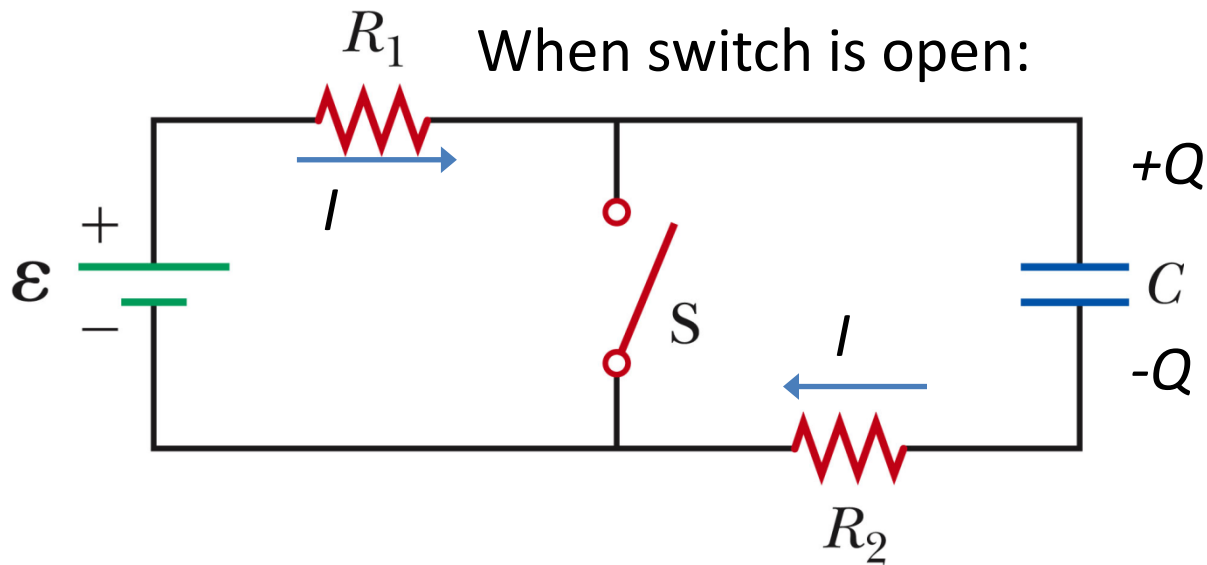 R1
When switch is open:
+Q
I
+
ε
C
S
I
−
-Q
R2